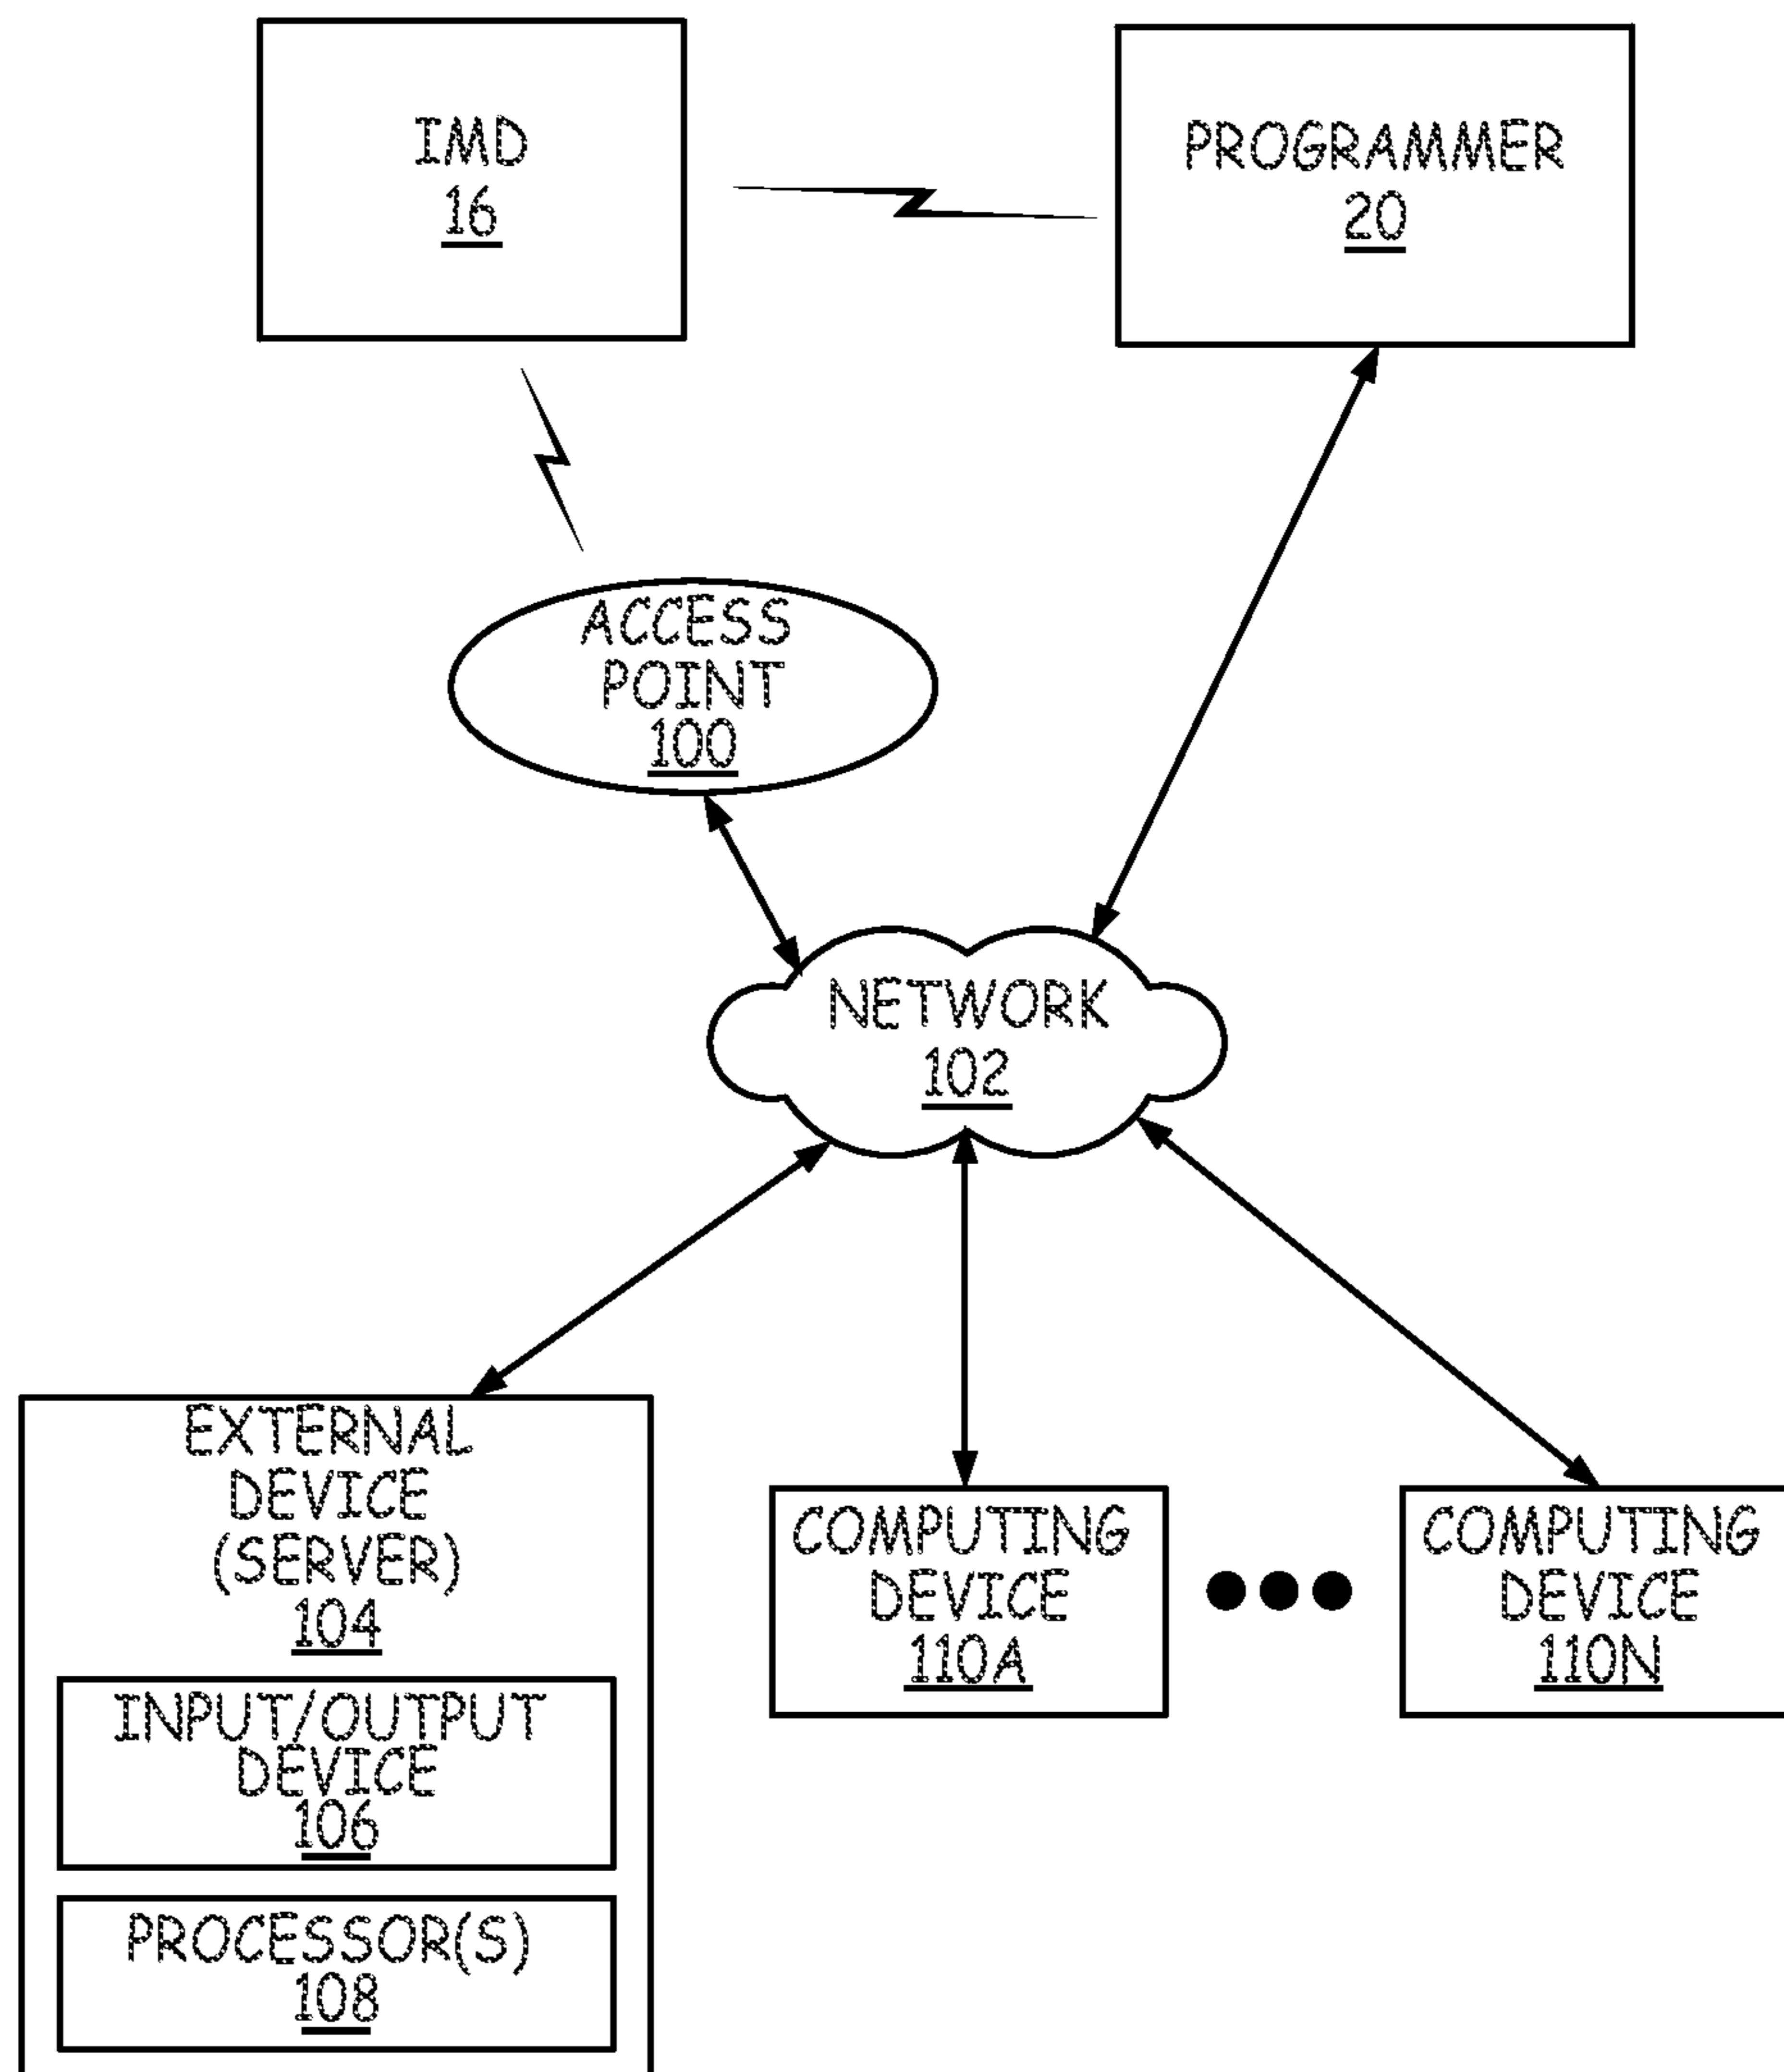 IMD
16
PROGRAMMER
20
ACCESS
POINT
100
NETWORK
102
EXTERNAL
DEVICE
(SERVER)
104
INPUT/OUTPUT
DEVICE
106
PROCESSOR(S)
108
COMPUTING
DEVICE
110A
COMPUTING
DEVICE
110N